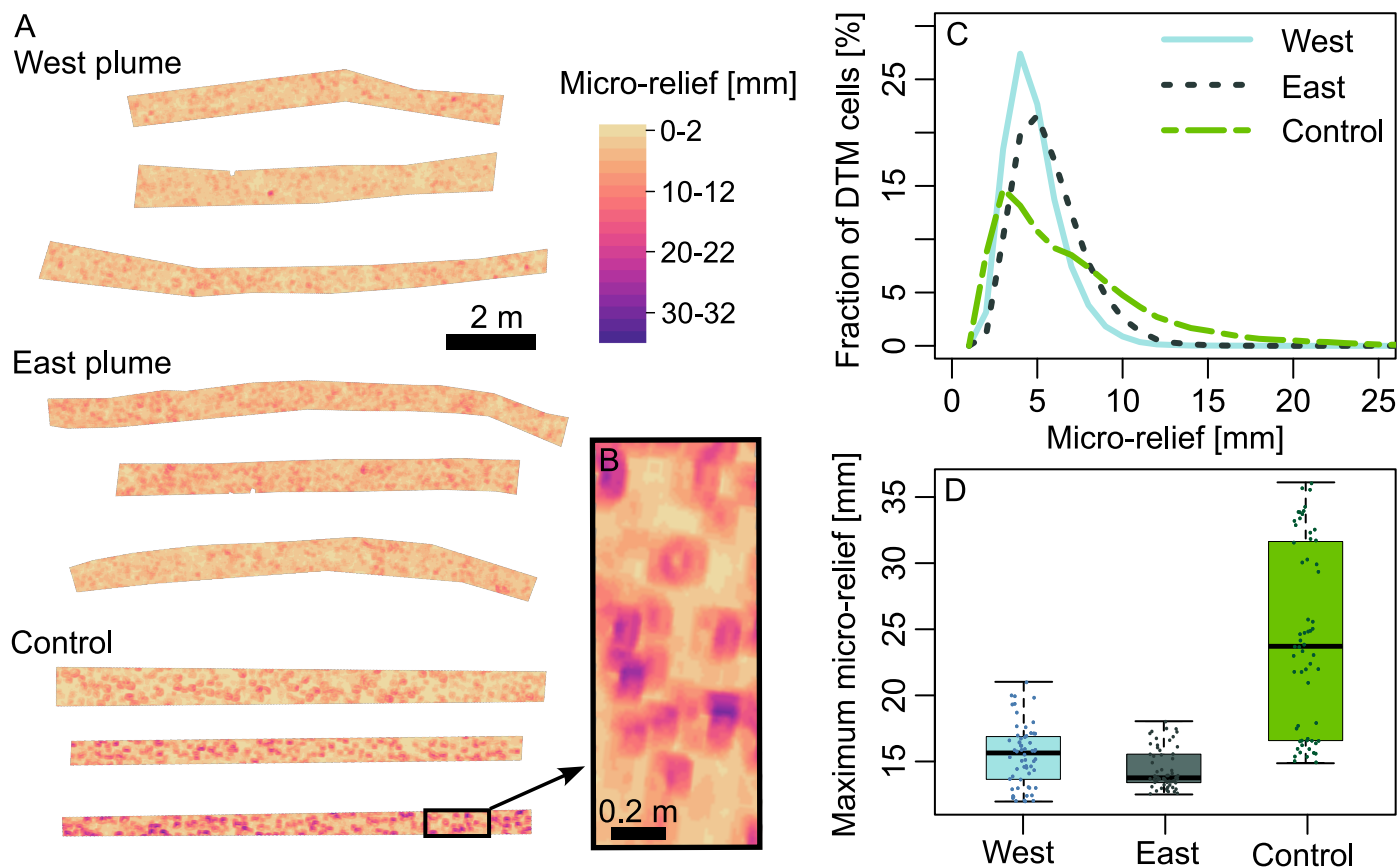 A
West plume
Micro-relief [mm]
0-2
10-12
20-22
30-32
2 m
East plume
Control
B
0.2 m
C
Fraction of DTM cells [%]
0
5
15
25
West
East
Control
0
5
10
15
20
25
Micro-relief [mm]
D
Maximum micro-relief [mm]
15
20
25
30
35
West
East
Control